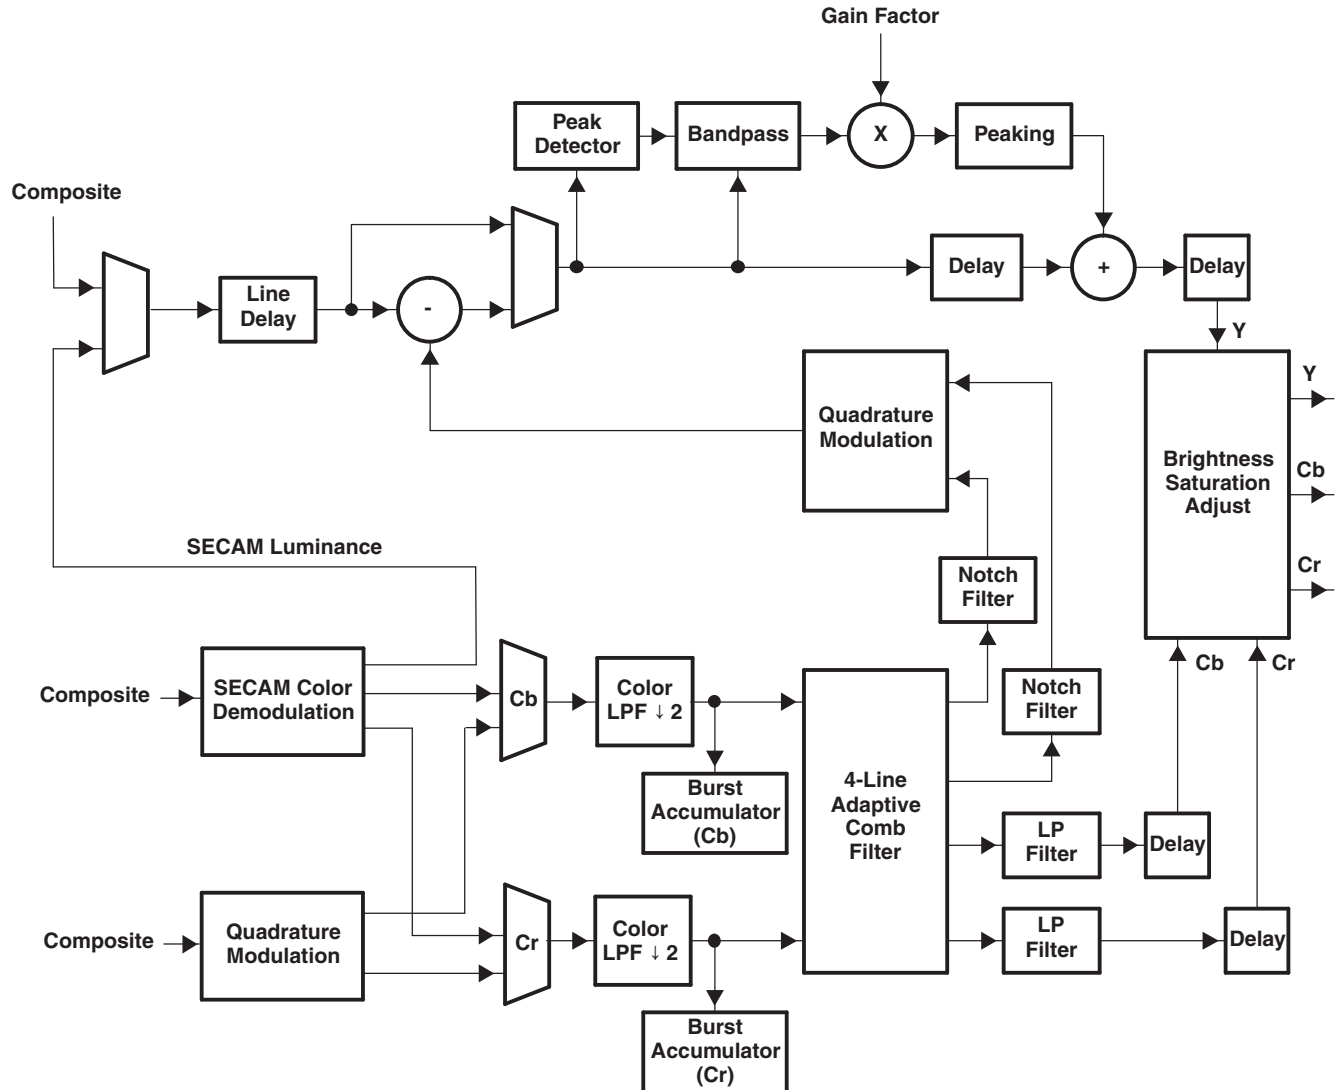 Gain Factor
Peak
Detector
Bandpass
X
Peaking
Composite
Line
Delay
-
Delay
+
Delay
Y
Quadrature
Modulation
Brightness
Saturation
Adjust
Y
Cb
Cr
SECAM Luminance
Notch
Filter
Cb
Cr
Composite
SECAM Color
Demodulation
Cb
Color
LPF ↓ 2
Notch
Filter
Burst
Accumulator
(Cb)
4-Line
Adaptive
Comb
Filter
LP
Filter
Delay
Composite
Quadrature
Modulation
Cr
Color
LPF ↓ 2
LP
Filter
Delay
Burst
Accumulator
(Cr)